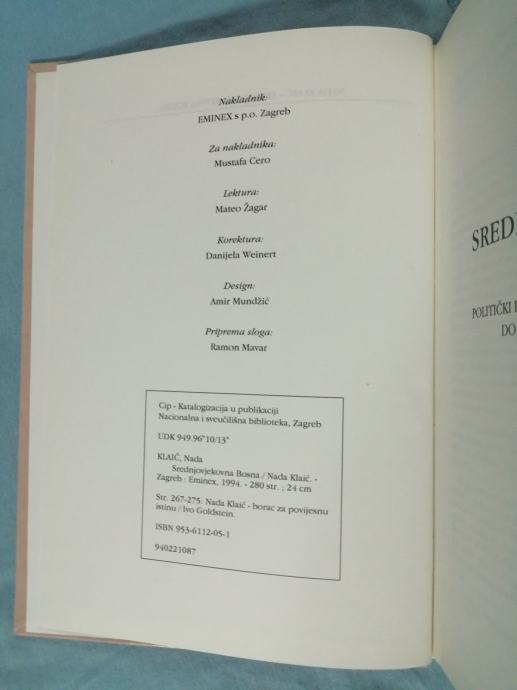 Nakladnik:
EMINEX s p.o. Zagreb
Za nakladnika:
Mustafa Cero
Lektura:
Mateo Žagar
Korektura:
Danijela Weinert
Design:
Amir Mundžić
Priprema sloga:
Ramon Mavar
Cip - Katalogizacija u publikaciji
Nacionalna i sveučilišna biblioteka, Zagreb
UDK 949.96"10/13"
KLAIĆ, Nada
Srednjovjekovna Bosna / Nada Klaić. -
Zagreb : Eminex, 1994. - 280 str. ; 24 cm
Str. 267-275: Nada Klaić - borac za povijesnu
istinu / Ivo Goldstein.
ISBN 953-6112-05-1
940221087
SRED
POLITIČKI
DO